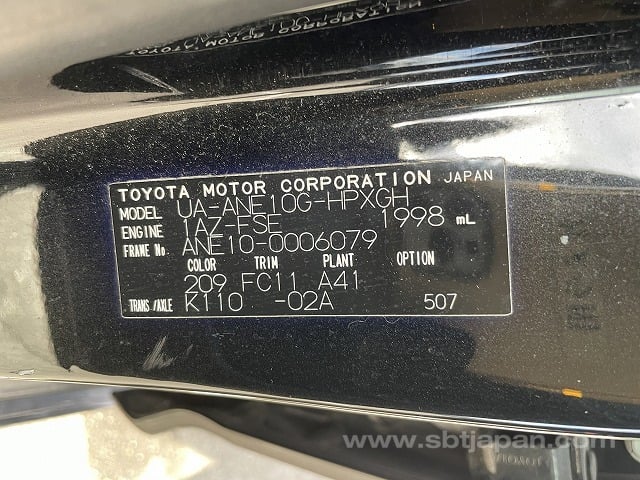 TOYOTA MOTOR CORPORATION JAPAN
MODEL UA-ANE10G-HPXGH
ENGINE 1AZ-FSE 1998 mL
FRAME No. ANE10-0006079
COLOR TRIM PLANT OPTION
209 FC11 A41
TRANS/AXLE K110 -02A 507
www.sbtjapan.com